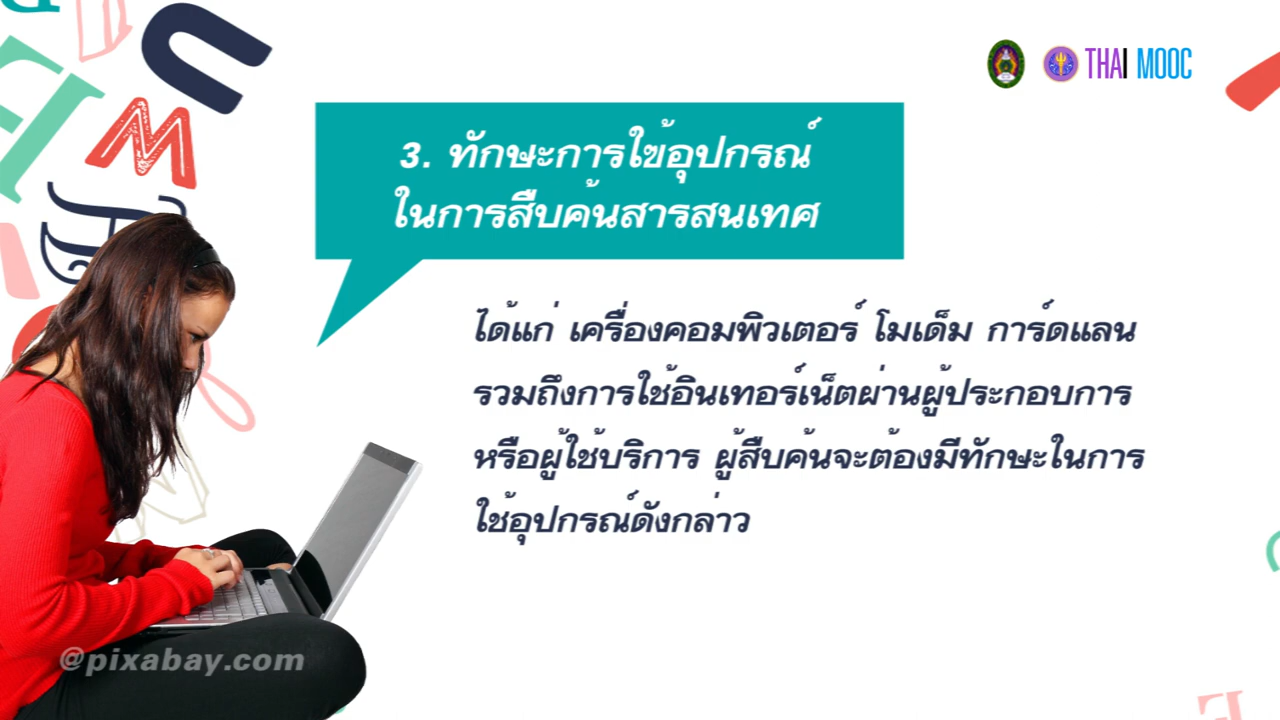 THAI MOOC
3. ทักษะการใข้อุปกรณ์
ในการสืบค้นสารสนเทศ
ได้แก่ เครื่องคอมพิวเตอร์ โมเด็ม การ์ดแลน
รวมถึงการใช้อินเทอร์เน็ตผ่านผู้ประกอบการ
หรือผู้ใช้บริการ ผู้สืบค้นจะต้องมีทักษะในการ
ใช้อุปกรณ์ดังกล่าว
@pixabay.com